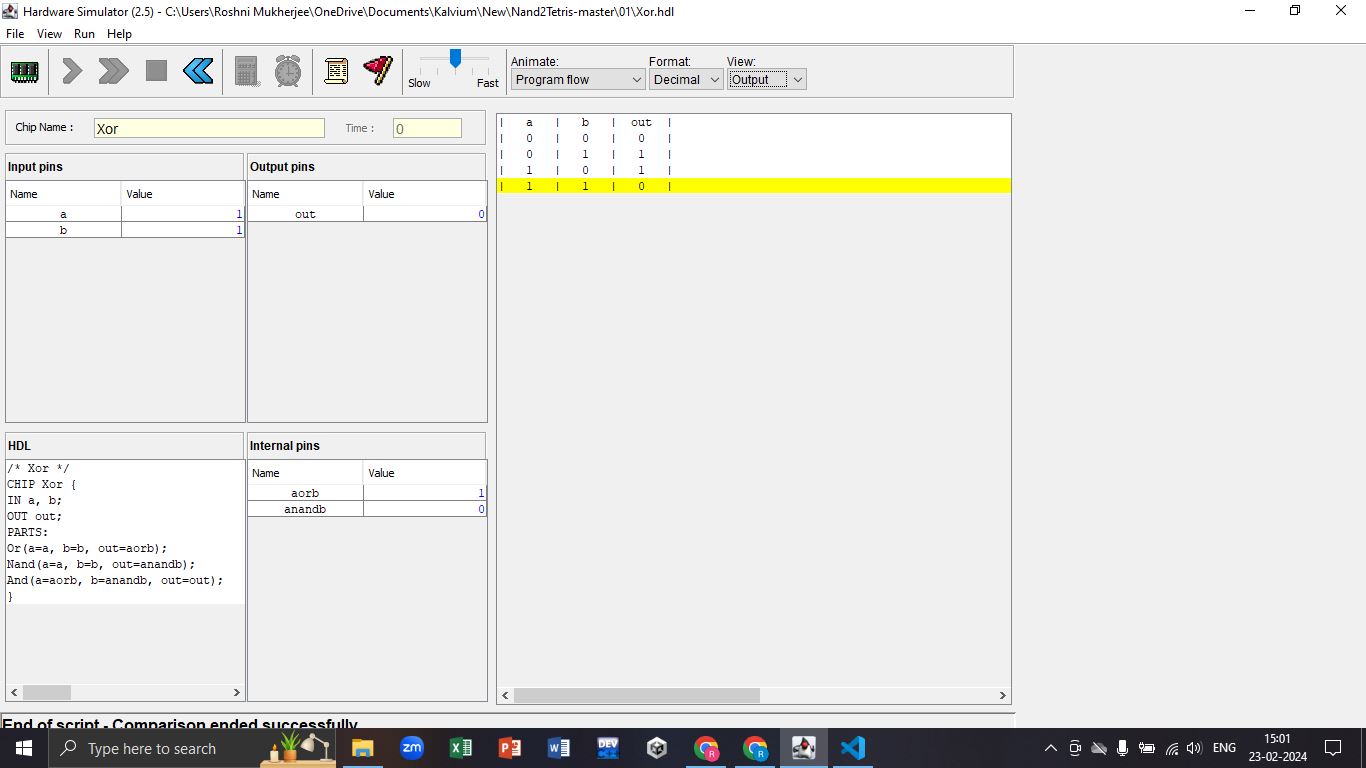 Hardware Simulator (2.5) - C:\Users\Roshni Mukherjee\OneDrive\Documents\Kalvium\New\Nand2Tetris-master\01\Xor.hdl
File View Run Help
Slow Fast
Animate: Format: View:
Program flow Decimal Output
Chip Name : Xor Time : 0
Input pins
Name Value
a 1
b 1
Output pins
Name Value
out 0
HDL
/* Xor */
CHIP Xor {
IN a, b;
OUT out;
PARTS:
Or(a=a, b=b, out=aorb);
Nand(a=a, b=b, out=anandb);
And(a=aorb, b=anandb, out=out);
}
Internal pins
Name Value
aorb 1
anandb 0
| a | b | out |
| 0 | 0 | 0 |
| 0 | 1 | 1 |
| 1 | 0 | 1 |
| 1 | 1 | 0 |
End of script - Comparison ended successfully
Type here to search
zm
X
P
W
DEV
R
R
ENG
15:01
23-02-2024